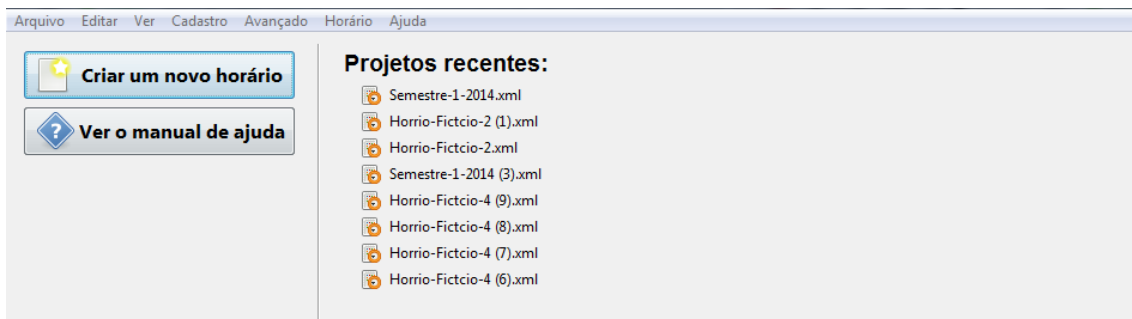 Arquivo Editar Ver Cadastro Avançado Horário Ajuda
Criar um novo horário
Ver o manual de ajuda
Projetos recentes:
Semestre-1-2014.xml
Horrio-Fictcio-2 (1).xml
Horrio-Fictcio-2.xml
Semestre-1-2014 (3).xml
Horrio-Fictcio-4 (9).xml
Horrio-Fictcio-4 (8).xml
Horrio-Fictcio-4 (7).xml
Horrio-Fictcio-4 (6).xml